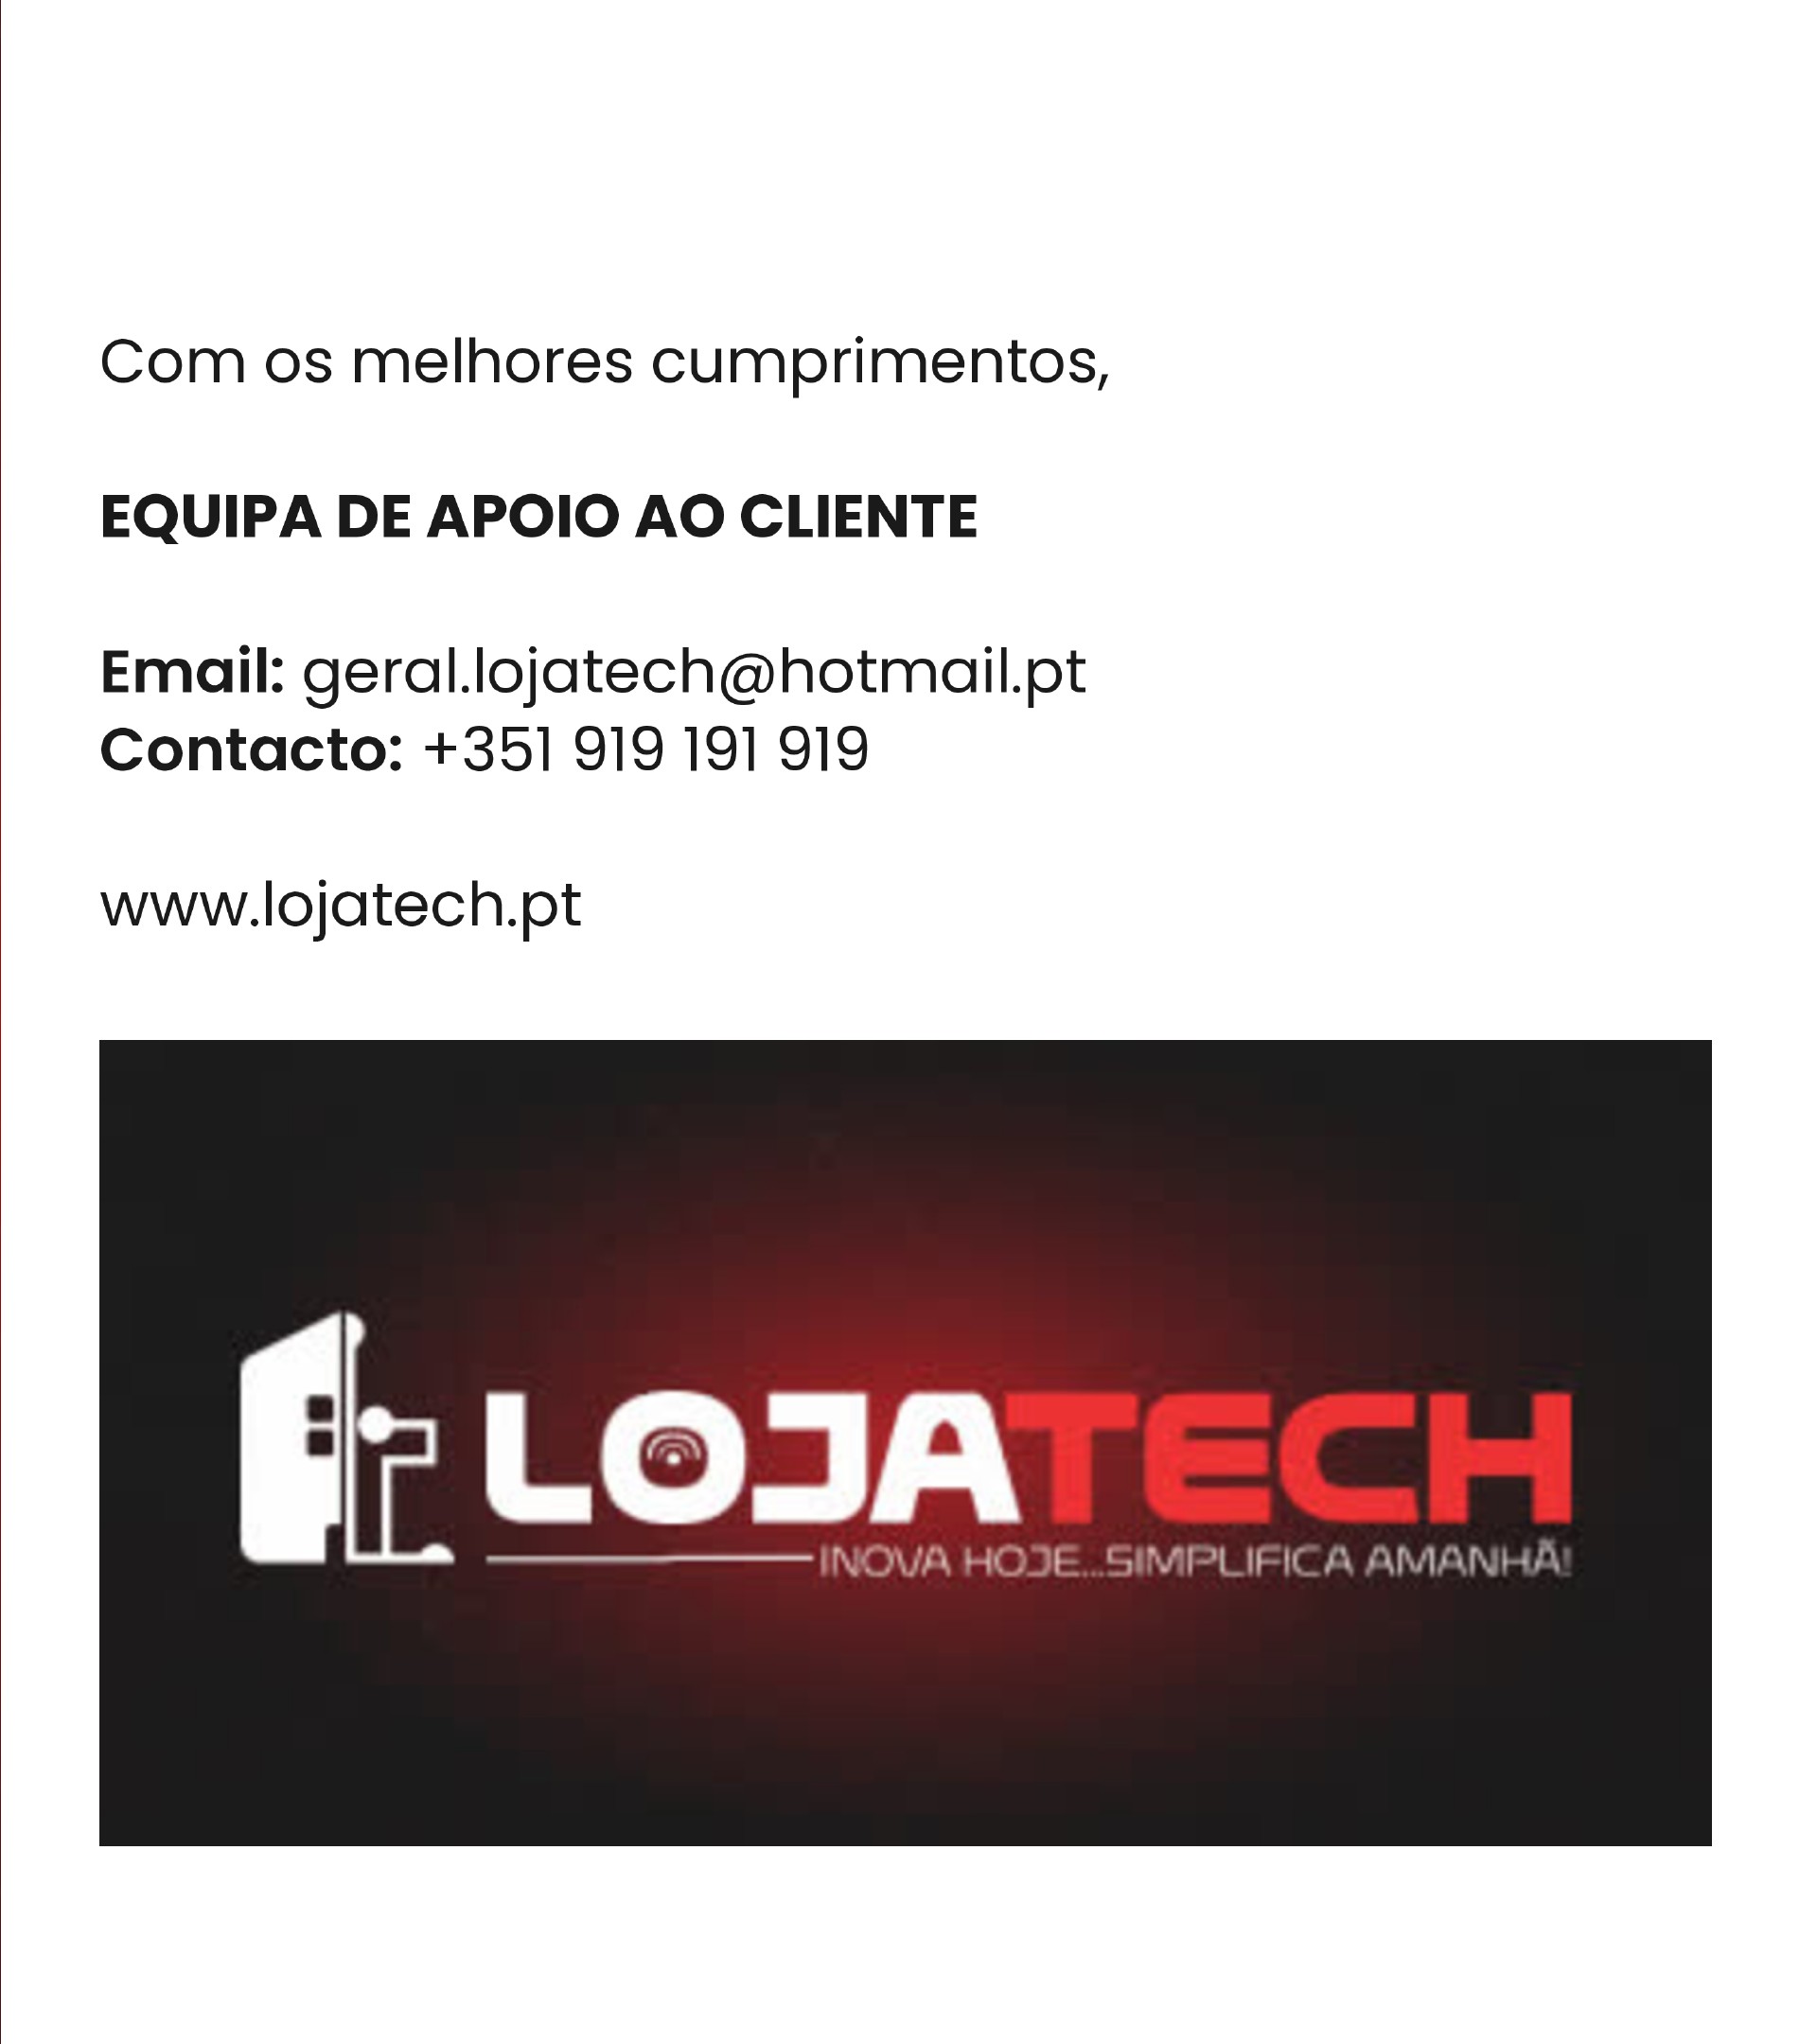 Com os melhores cumprimentos,
EQUIPA DE APOIO AO CLIENTE
Email: geral.lojatech@hotmail.pt
Contacto: +351 919 191 919
www.lojatech.pt
LOJATECH
INOVA HOJE...SIMPLIFICA AMANHÃ!